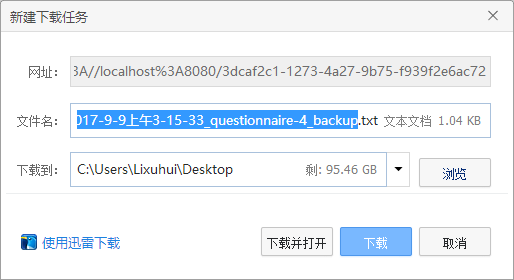 新建下载任务
网址: 3A//localhost%3A8080/3dcaf2c1-1273-4a27-9b75-f939f2e6ac72
文件名: 017-9-9上午3-15-33_questionnaire-4_backup.txt 文本文档 1.04 KB
下载到: C:\Users\Lixuhui\Desktop 剩: 95.46 GB 浏览
使用迅雷下载 下载并打开 下载 取消